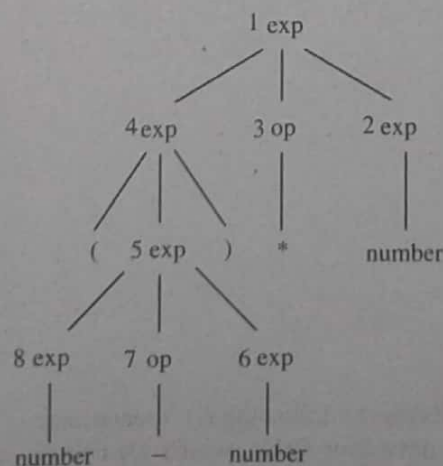 1 exp
4 exp 3 op 2 exp
( 5 exp ) * number
8 exp 7 op 6 exp
number – number